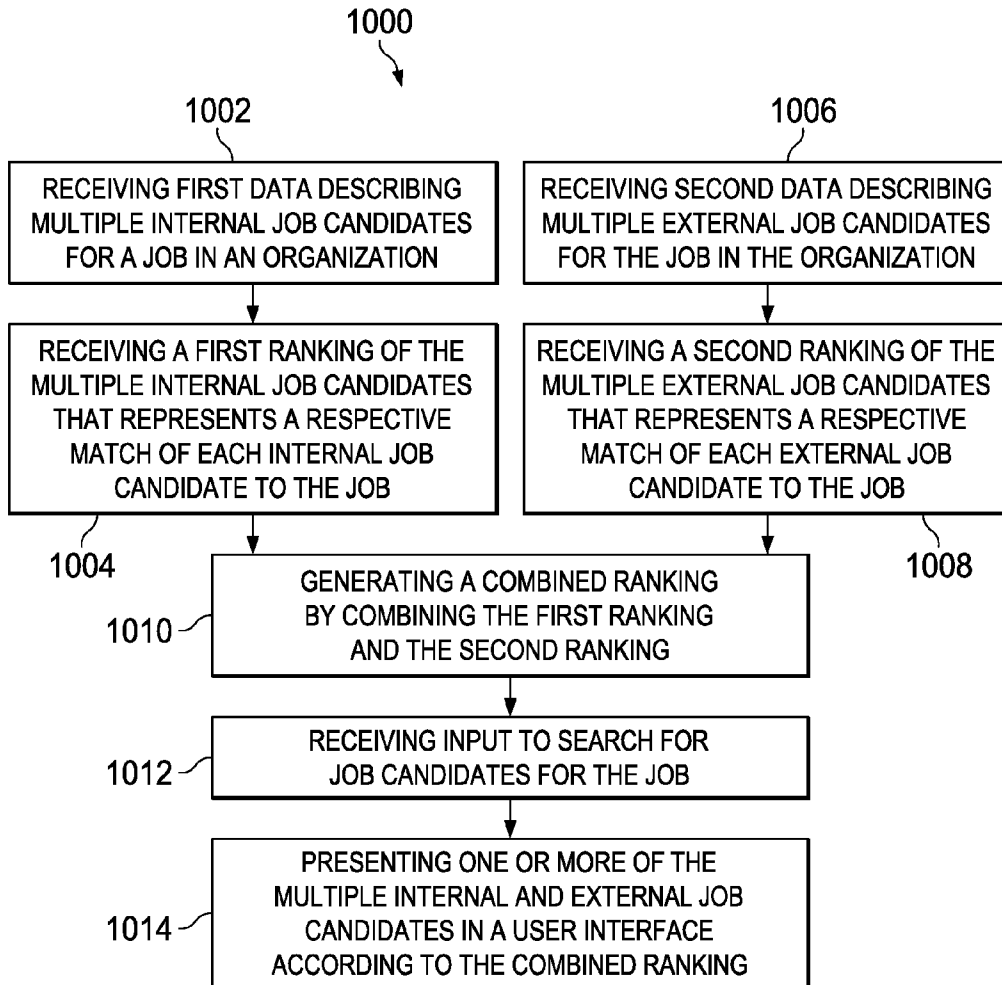 1000
1002
RECEIVING FIRST DATA DESCRIBING
MULTIPLE INTERNAL JOB CANDIDATES
FOR A JOB IN AN ORGANIZATION
1006
RECEIVING SECOND DATA DESCRIBING
MULTIPLE EXTERNAL JOB CANDIDATES
FOR THE JOB IN THE ORGANIZATION
RECEIVING A FIRST RANKING OF THE
MULTIPLE INTERNAL JOB CANDIDATES
THAT REPRESENTS A RESPECTIVE
MATCH OF EACH INTERNAL JOB
CANDIDATE TO THE JOB
1004
RECEIVING A SECOND RANKING OF THE
MULTIPLE EXTERNAL JOB CANDIDATES
THAT REPRESENTS A RESPECTIVE
MATCH OF EACH EXTERNAL JOB
CANDIDATE TO THE JOB
1008
GENERATING A COMBINED RANKING
BY COMBINING THE FIRST RANKING
AND THE SECOND RANKING
1010
RECEIVING INPUT TO SEARCH FOR
JOB CANDIDATES FOR THE JOB
1012
PRESENTING ONE OR MORE OF THE
MULTIPLE INTERNAL AND EXTERNAL JOB
CANDIDATES IN A USER INTERFACE
ACCORDING TO THE COMBINED RANKING
1014